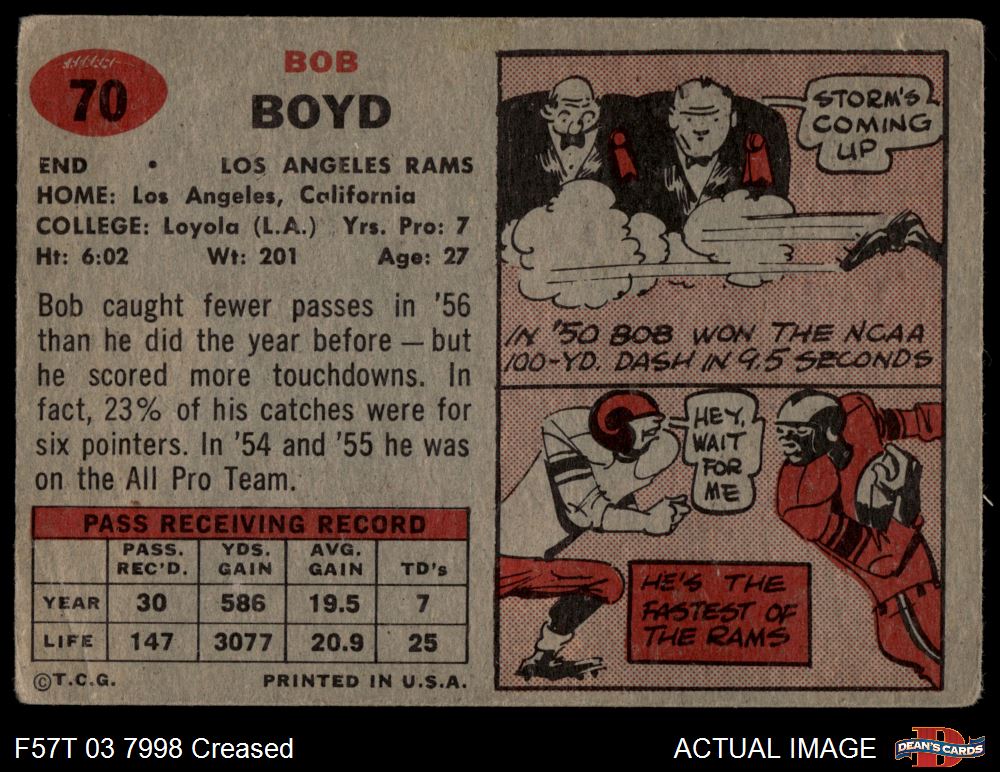 70
BOB
BOYD
END • LOS ANGELES RAMS
HOME: Los Angeles, California
COLLEGE: Loyola (L.A.) Yrs. Pro: 7
Ht: 6:02 Wt: 201 Age: 27
Bob caught fewer passes in '56
than he did the year before — but
he scored more touchdowns. In
fact, 23% of his catches were for
six pointers. In '54 and '55 he was
on the All Pro Team.
PASS RECEIVING RECORD
PASS. REC'D. YDS. GAIN AVG. GAIN TD's
YEAR 30 586 19.5 7
LIFE 147 3077 20.9 25
©T.C.G. PRINTED IN U.S.A.
STORM'S
COMING
UP
IN '50 BOB WON THE NCAA
100-YD. DASH IN 9.5 SECONDS
HEY,
WAIT
FOR
ME
HE'S THE
FASTEST OF
THE RAMS
F57T 03 7998 Creased
ACTUAL IMAGE
D
DEAN'S CARDS